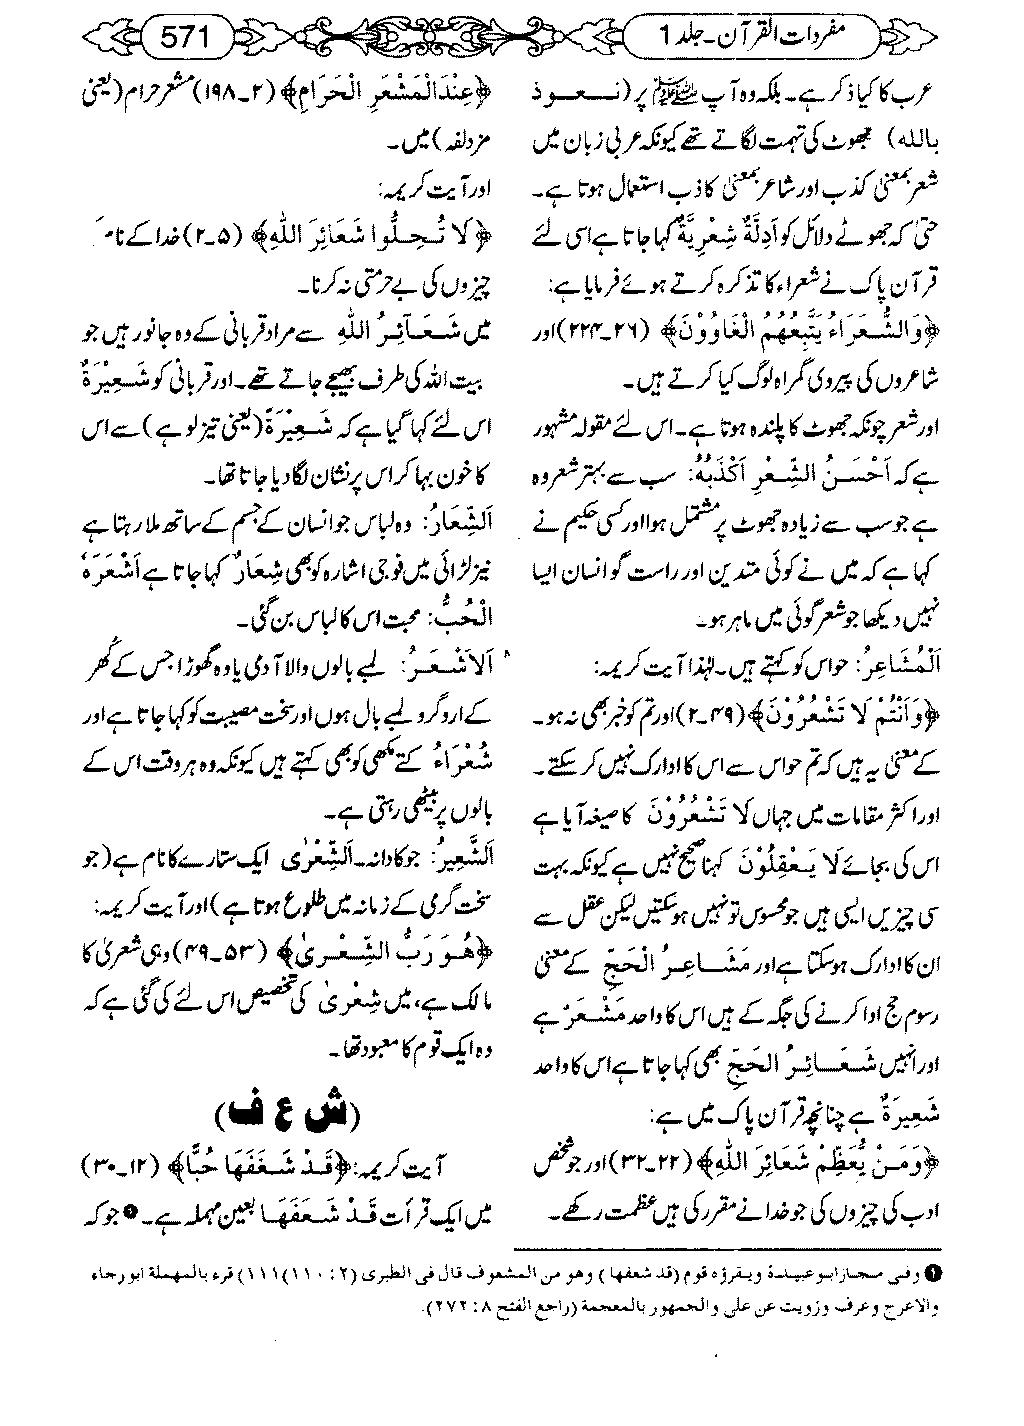 مفردات القرآن۔ جلد 1
571
عرب کا کیا ذکر ہے۔ بلکہ وہ آپ ﷺ پر (نعوذ
باللہ) جھوٹ کی تہمت لگاتے تھے کیونکہ عربی زبان میں
شعر بمعنیٰ کذب اور شاعر بمعنیٰ کاذب استعمال ہوتا ہے۔
حتیٰ کہ جھوٹے دلائل کو اَدِلَّةٌ شِعْرِيَّةٌ کہا جاتا ہے اسی لئے
قرآن پاک نے شعراء کا تذکرہ کرتے ہوئے فرمایا ہے:
﴿وَالشُّعَرَاءُ يَتَّبِعُهُمُ الْغَاوُوْنَ﴾ (۲۶۔۲۲۴) اور
شاعروں کی پیروی گمراہ لوگ کیا کرتے ہیں۔
اور شعر چونکہ جھوٹ کا پلندہ ہوتا ہے۔ اس لئے مقولہ مشہور
ہے کہ اَحْسَنُ الشِّعْرِ اَكْذَبُهُ: سب سے بہتر شعر وہ
ہے جو سب سے زیادہ جھوٹ پر مشتمل ہو اور کسی حکیم نے
کہا ہے کہ میں نے کوئی متدین اور راست گو انسان ایسا
نہیں دیکھا جو شعر گوئی میں ماہر ہو۔
اَلْمُشَاعِرُ: حواس کو کہتے ہیں۔ لہٰذا آیت کریمہ:
﴿وَاَنْتُمْ لَا تَشْعُرُوْنَ﴾ (۴۹۔۲) اور تم کو خبر بھی نہ ہو۔
کے معنیٰ یہ ہیں کہ تم حواس سے اس کا ادراک نہیں کر سکتے۔
اور اکثر مقامات میں جہاں لَا تَشْعُرُوْنَ کا صیغہ آیا ہے
اس کی بجائے لَا يَعْقِلُوْنَ کہنا صحیح نہیں ہے کیونکہ بہت
سی چیزیں ایسی ہیں جو محسوس تو نہیں ہو سکتیں لیکن عقل سے
ان کا ادراک ہو سکتا ہے اور مَشَاعِرُ الْحَجِّ کے معنی
رسوم حج ادا کرنے کی جگہ کے ہیں اس کا واحد مَشْعَرٌ ہے
اور انہیں شَعَائِرُ الْحَجِّ بھی کہا جاتا ہے اس کا واحد
شَعِيْرَةٌ ہے چنانچہ قرآن پاک میں ہے:
﴿وَمَنْ يُّعَظِّمْ شَعَائِرَ اللهِ﴾ (۲۲۔۳۲) اور جو شخص
ادب کی چیزوں کی جو خدا نے مقرر کی ہیں عظمت رکھے۔
﴿عِنْدَ الْمَشْعَرِ الْحَرَامِ﴾ (۲۔۱۹۸) مشعر حرام (یعنی
مزدلفہ) میں۔
اور آیت کریمہ:
﴿لَا تُحِلُّوا شَعَائِرَ اللهِ﴾ (۵۔۲) خدا کے نام
چیزوں کی بے حرمتی نہ کرنا۔
میں شَعَآئِرُ اللهِ سے مراد قربانی کے وہ جانور ہیں جو
بیت اللہ کی طرف بھیجے جاتے تھے۔ اور قربانی کو شَعِيْرَةٌ
اس لئے کہا گیا ہے کہ شَعِيْرَةٌ (یعنی تیز لوہے) سے اس
کا خون بہا کر اس پر نشان لگا دیا جاتا تھا۔
اَلشِّعَارُ: وہ لباس جو انسان کے جسم کے ساتھ ملا رہتا ہے
نیز لڑائی میں فوجی اشارہ کو بھی شِعَارٌ کہا جاتا ہے اَشْعَرَهٗ
الْحُبُّ: محبت اس کا لباس بن گئی۔
اَلْاَشْعَرُ: لمبے بالوں والا آدمی یا وہ گھوڑا جس کے کُھر
کے ارد گرد لمبے بال ہوں اور سخت مصیبت کو کہا جاتا ہے اور
شُعْرَاءُ کتے مکھی کو بھی کہتے ہیں کیونکہ وہ ہر وقت اس کے
بالوں پر بیٹھی رہتی ہے۔
اَلشَّعِيْرُ: جو کا دانہ۔ اَلشِّعْرٰى ایک ستارے کا نام ہے (جو
سخت گرمی کے زمانہ میں طلوع ہوتا ہے) اور آیت کریمہ:
﴿هُوَ رَبُّ الشِّعْرىٰ﴾ (۵۳۔۴۹) وہی شعریٰ کا
مالک ہے، میں شِعْرىٰ کی تخصیص اس لئے کی گئی ہے کہ
وہ ایک قوم کا معبود تھا۔
(ش ع ف)
آیت کریمہ: ﴿قَدْ شَغَفَهَا حُبًّا﴾ (۱۲۔۳۰)
میں ایک قرأت قَدْ شَعَفَهَا بعین مہملہ ہے۔❶ جو کہ
❶ وفى مجاز ابو عبيدة ويقرؤه قوم (قد شعفها) وهو من المشعوف قال فى الطبرى (۲: ۱۱۰) ۱۱۱) قرء بالمهملة ابو رجاء
والاعرج وعرف ورويت عن على والجمهور بالمعجمة (راجع الفتح ۸: ۲۷۲).